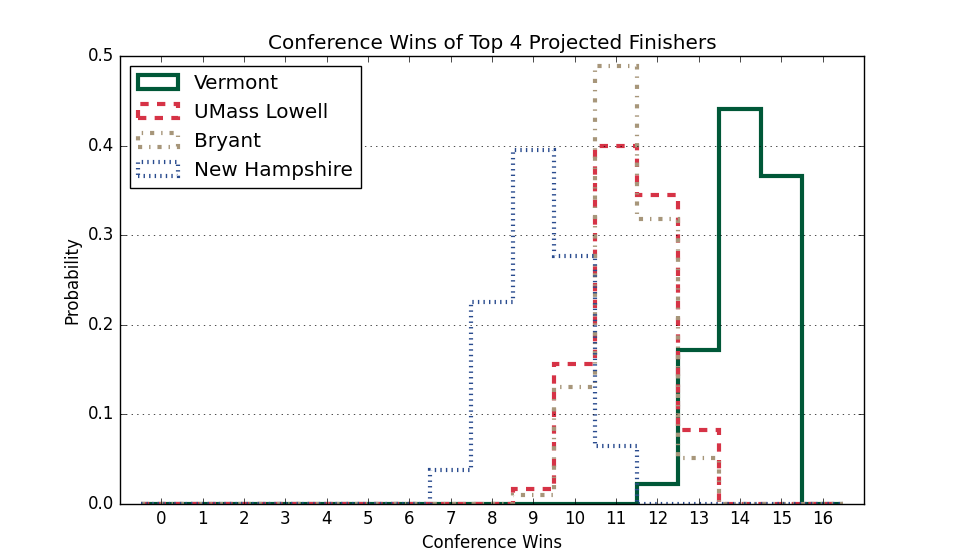 Conference Wins of Top 4 Projected Finishers
Vermont
UMass Lowell
Bryant
New Hampshire
0.5
0.4
0.3
0.2
0.1
0.0
Probability
0 1 2 3 4 5 6 7 8 9 10 11 12 13 14 15 16
Conference Wins